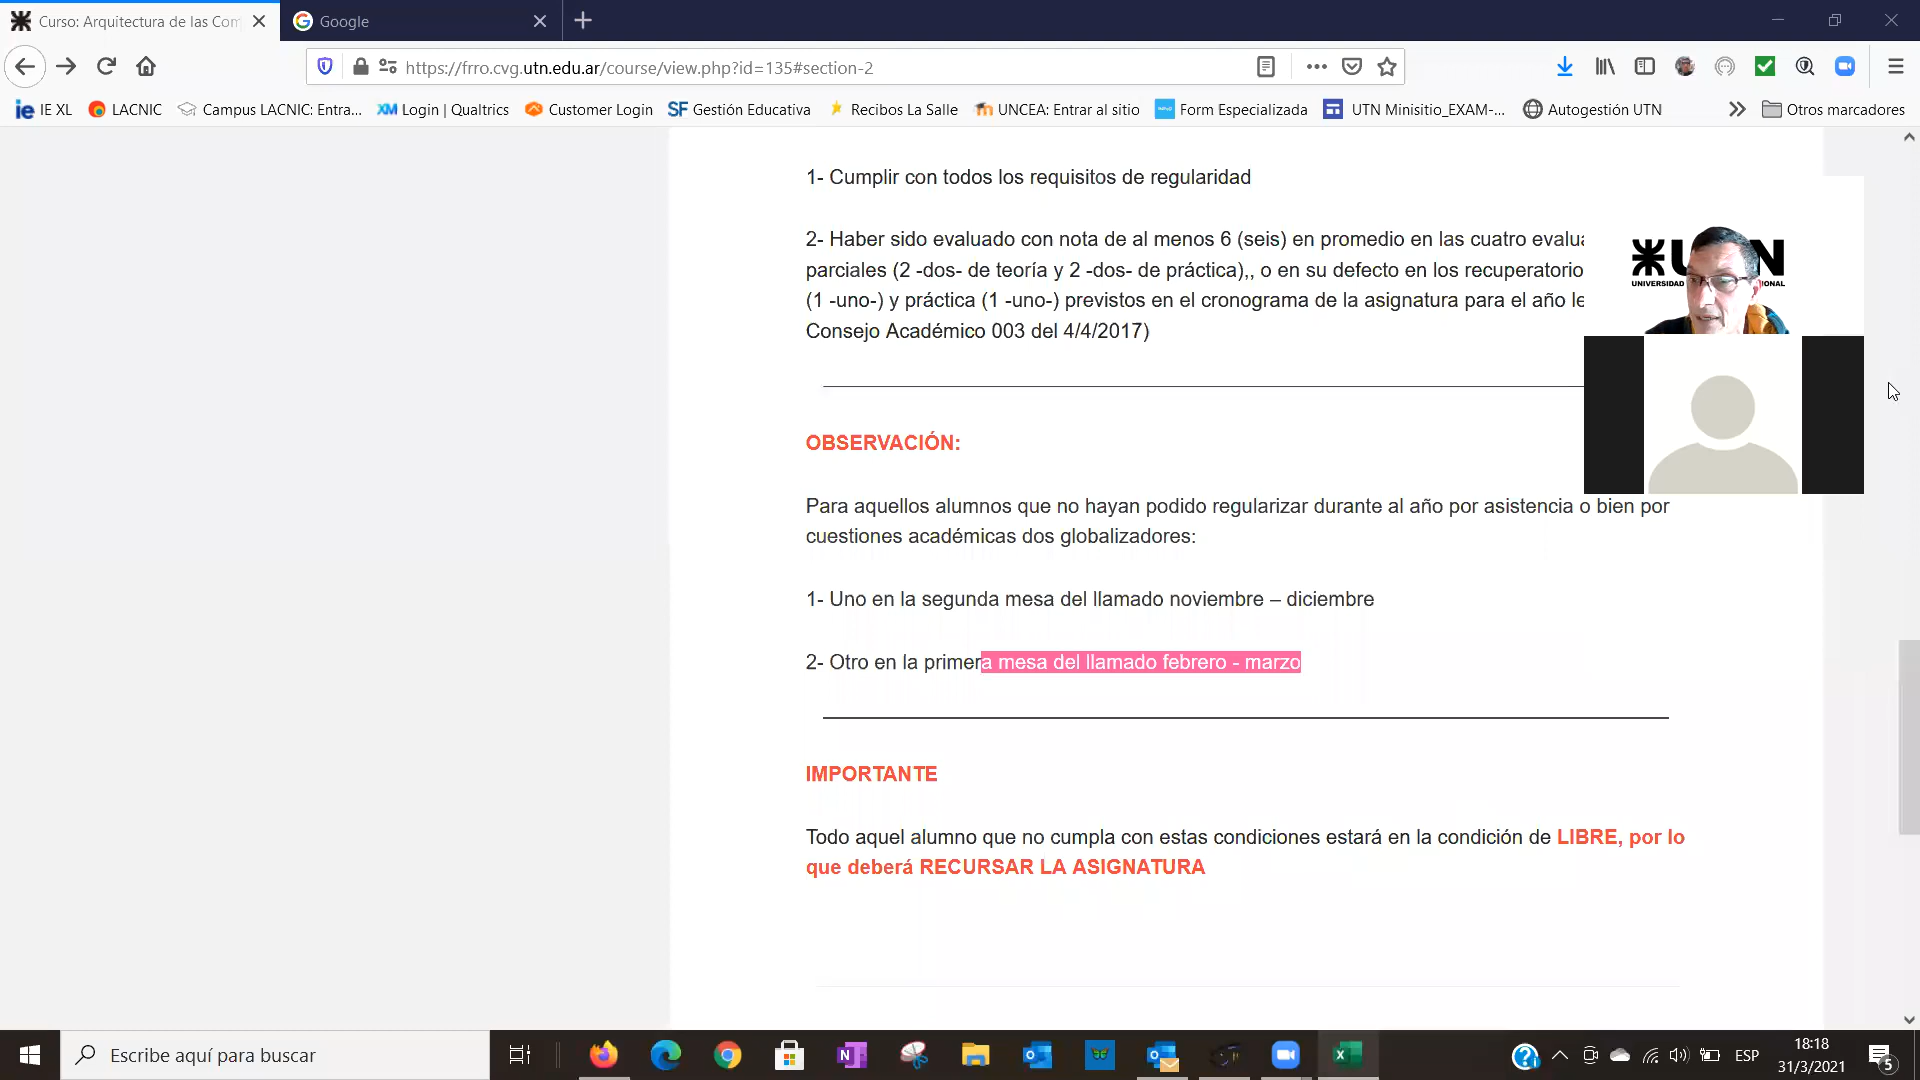 Curso: Arquitectura de las Com
Google
https://frro.cvg.utn.edu.ar/course/view.php?id=135#section-2
IE XL
LACNIC
Campus LACNIC: Entra...
XM Login | Qualtrics
Customer Login
SF Gestión Educativa
Recibos La Salle
UNCEA: Entrar al sitio
Form Especializada
UTN Minisitio_EXAM-...
Autogestión UTN
Otros marcadores
1- Cumplir con todos los requisitos de regularidad
2- Haber sido evaluado con nota de al menos 6 (seis) en promedio en las cuatro evalua
parciales (2 -dos- de teoría y 2 -dos- de práctica),, o en su defecto en los recuperatorio
(1 -uno-) y práctica (1 -uno-) previstos en el cronograma de la asignatura para el año le
Consejo Académico 003 del 4/4/2017)
U N
UNIVERSIDAD IONAL
OBSERVACIÓN:
Para aquellos alumnos que no hayan podido regularizar durante al año por asistencia o bien por
cuestiones académicas dos globalizadores:
1- Uno en la segunda mesa del llamado noviembre – diciembre
2- Otro en la primera mesa del llamado febrero - marzo
IMPORTANTE
Todo aquel alumno que no cumpla con estas condiciones estará en la condición de LIBRE, por lo
que deberá RECURSAR LA ASIGNATURA
Escribe aquí para buscar
ESP
18:18
31/3/2021
5